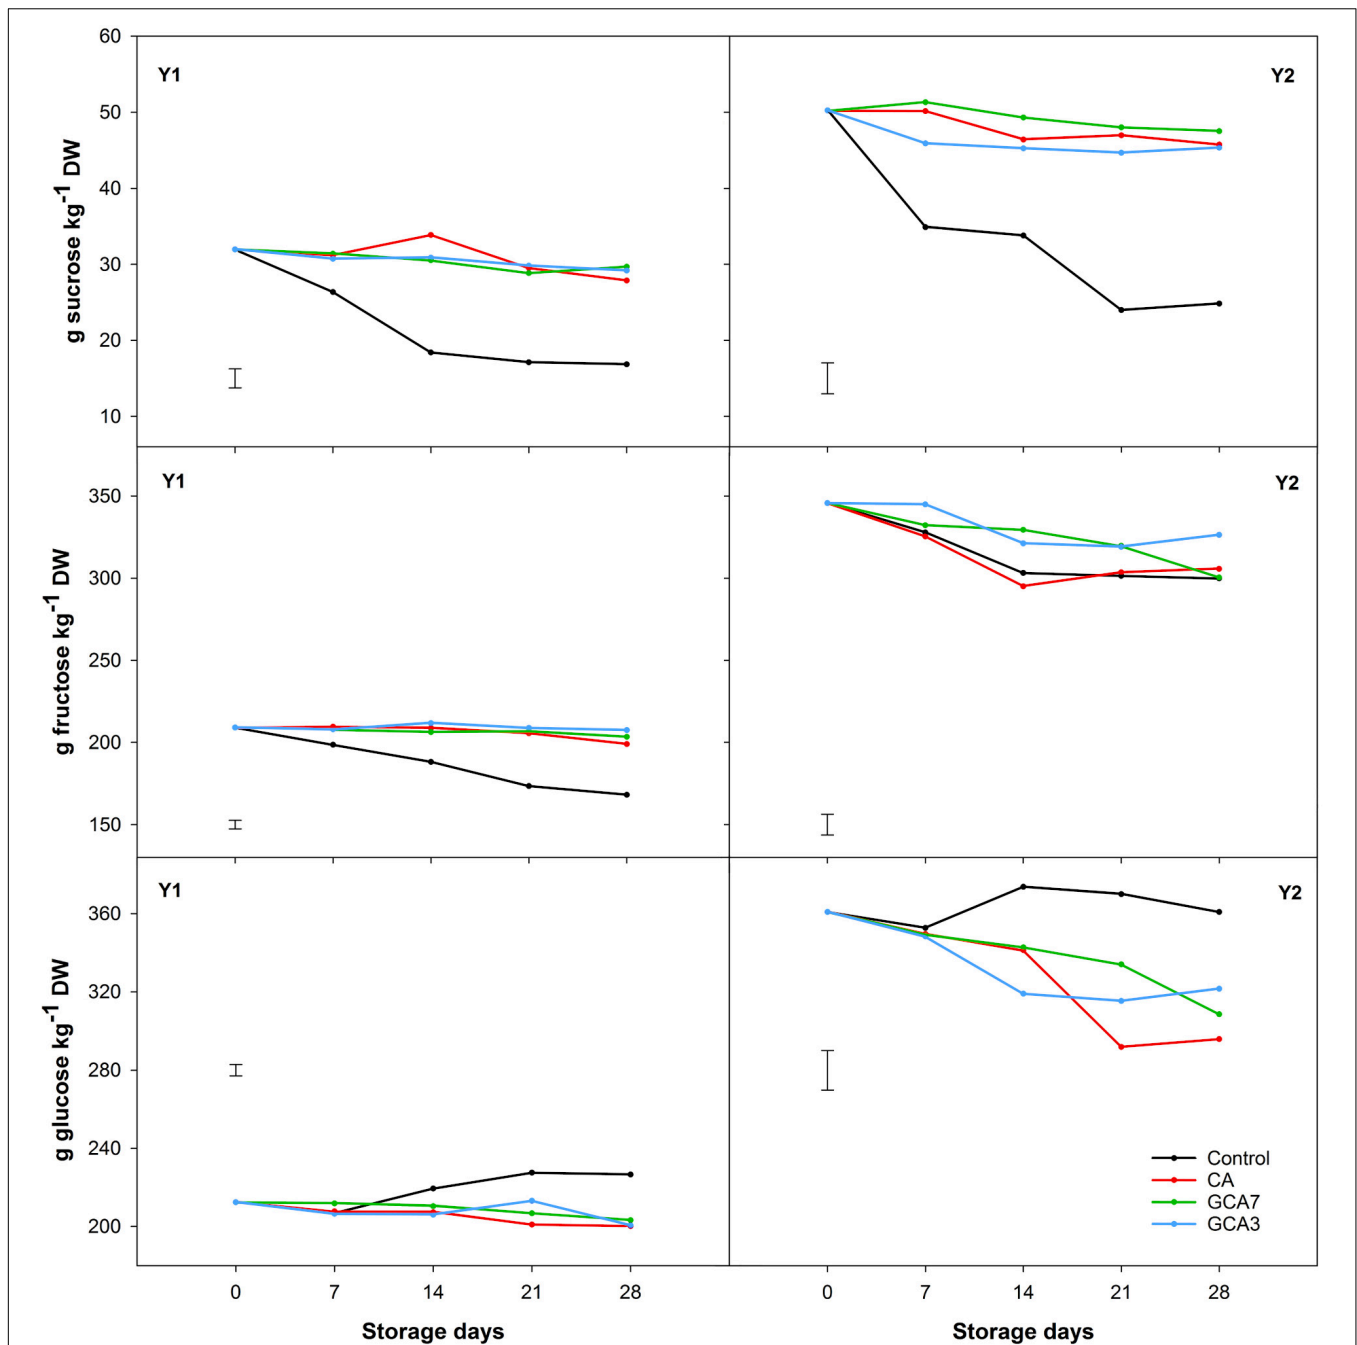 60
50
40
30
20
10
g sucrose kg⁻¹ DW
Y1
Y2
350
300
250
200
150
g fructose kg⁻¹ DW
Y1
Y2
360
320
280
240
200
g glucose kg⁻¹ DW
Y1
Y2
Control
CA
GCA7
GCA3
0 7 14 21 28
0 7 14 21 28
Storage days
Storage days